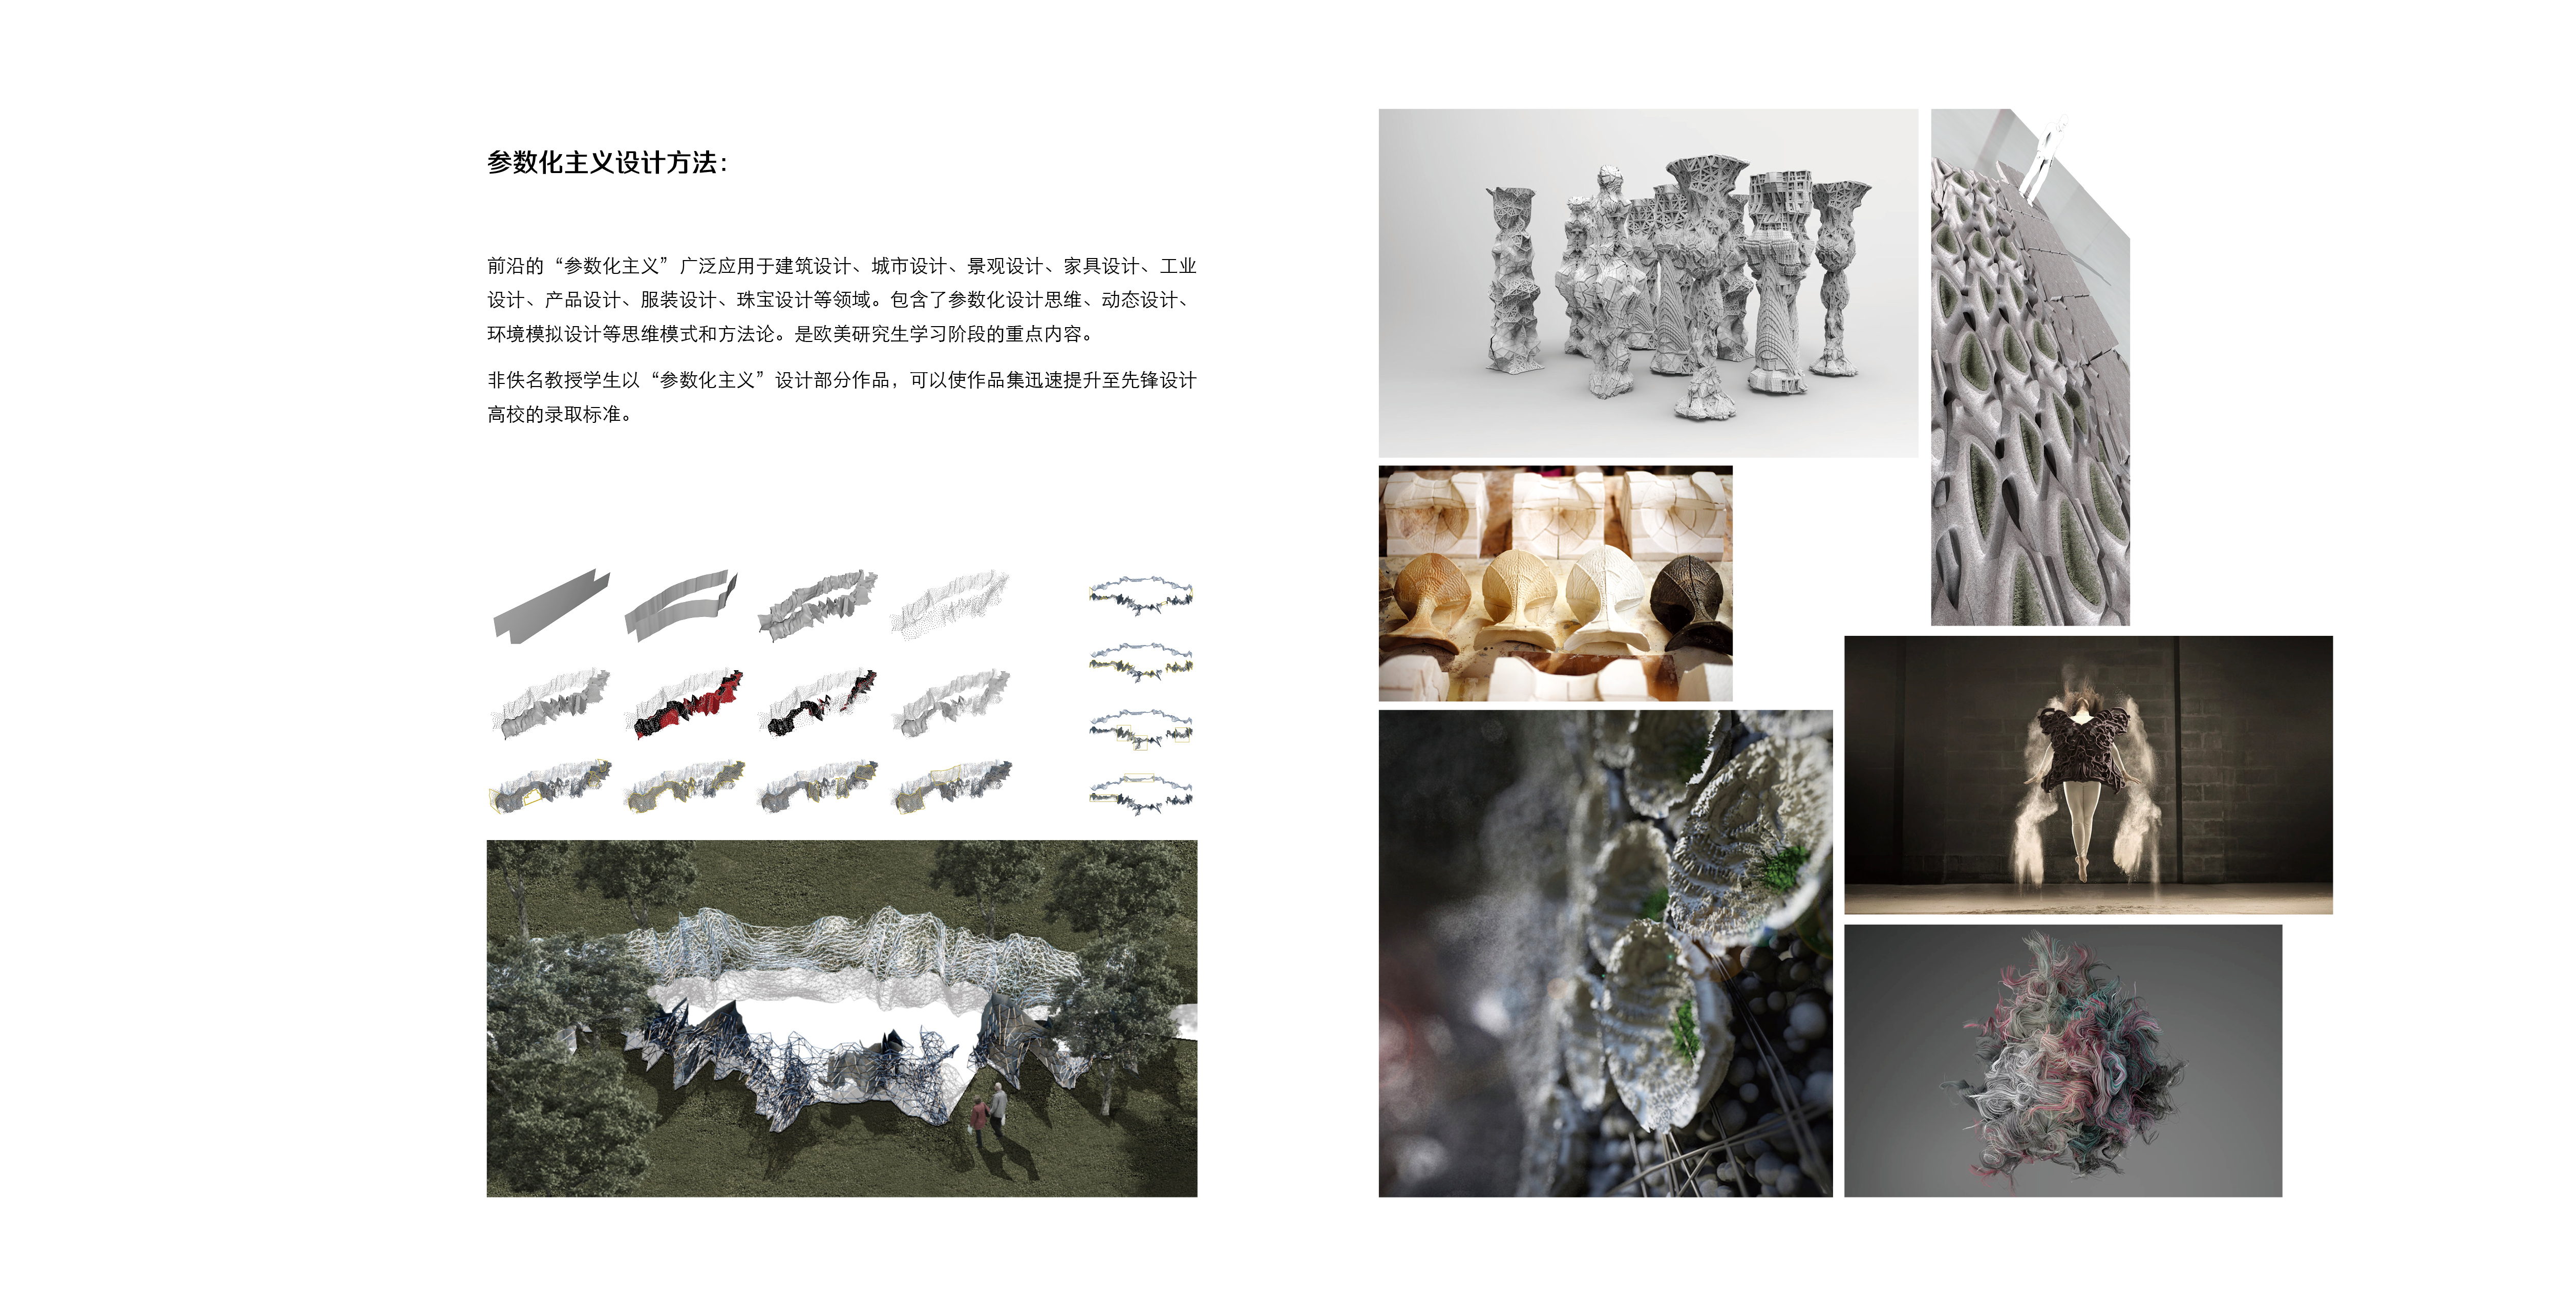 参数化主义设计方法：
前沿的“参数化主义”广泛应用于建筑设计、城市设计、景观设计、家具设计、工业
设计、产品设计、服装设计、珠宝设计等领域。包含了参数化设计思维、动态设计、
环境模拟设计等思维模式和方法论。是欧美研究生学习阶段的重点内容。
非佚名教授学生以“参数化主义”设计部分作品，可以使作品集迅速提升至先锋设计
高校的录取标准。